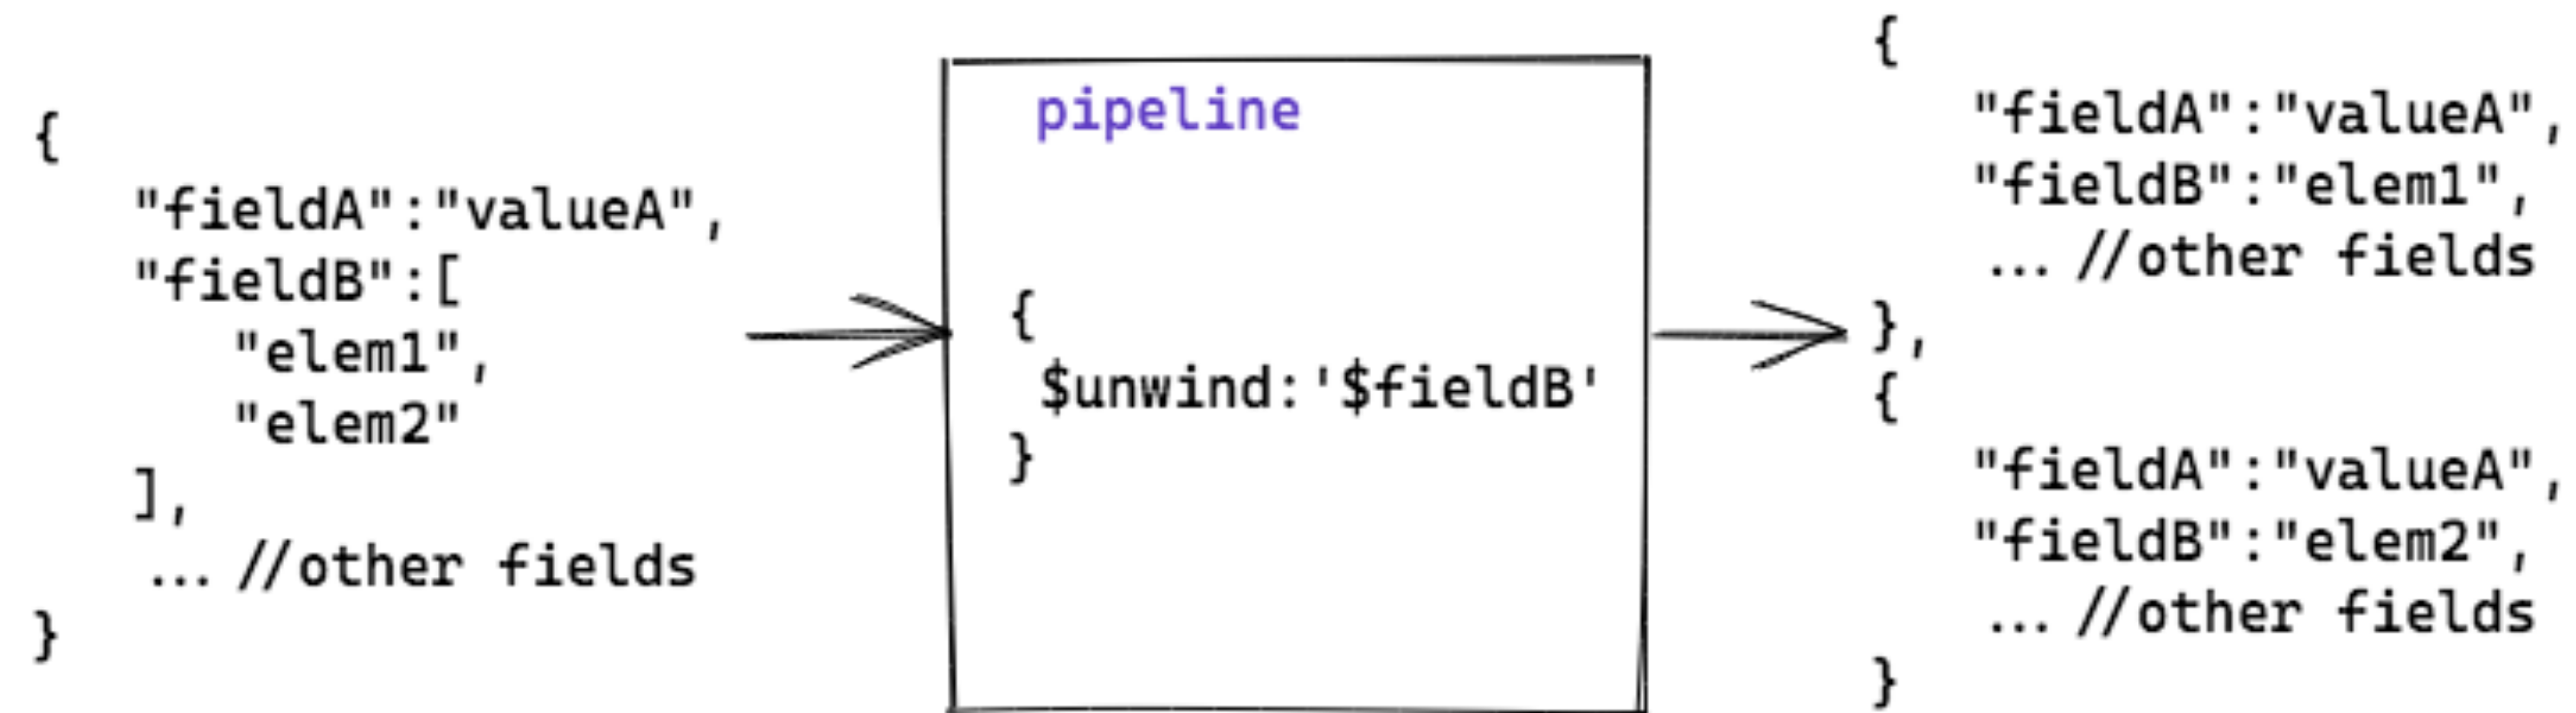 {
"fieldA":"valueA",
"fieldB":[
"elem1",
"elem2"
],
... //other fields
}
pipeline
{
$unwind:'$fieldB'
}
{
"fieldA":"valueA",
"fieldB":"elem1",
... //other fields
},
{
"fieldA":"valueA",
"fieldB":"elem2",
... //other fields
}